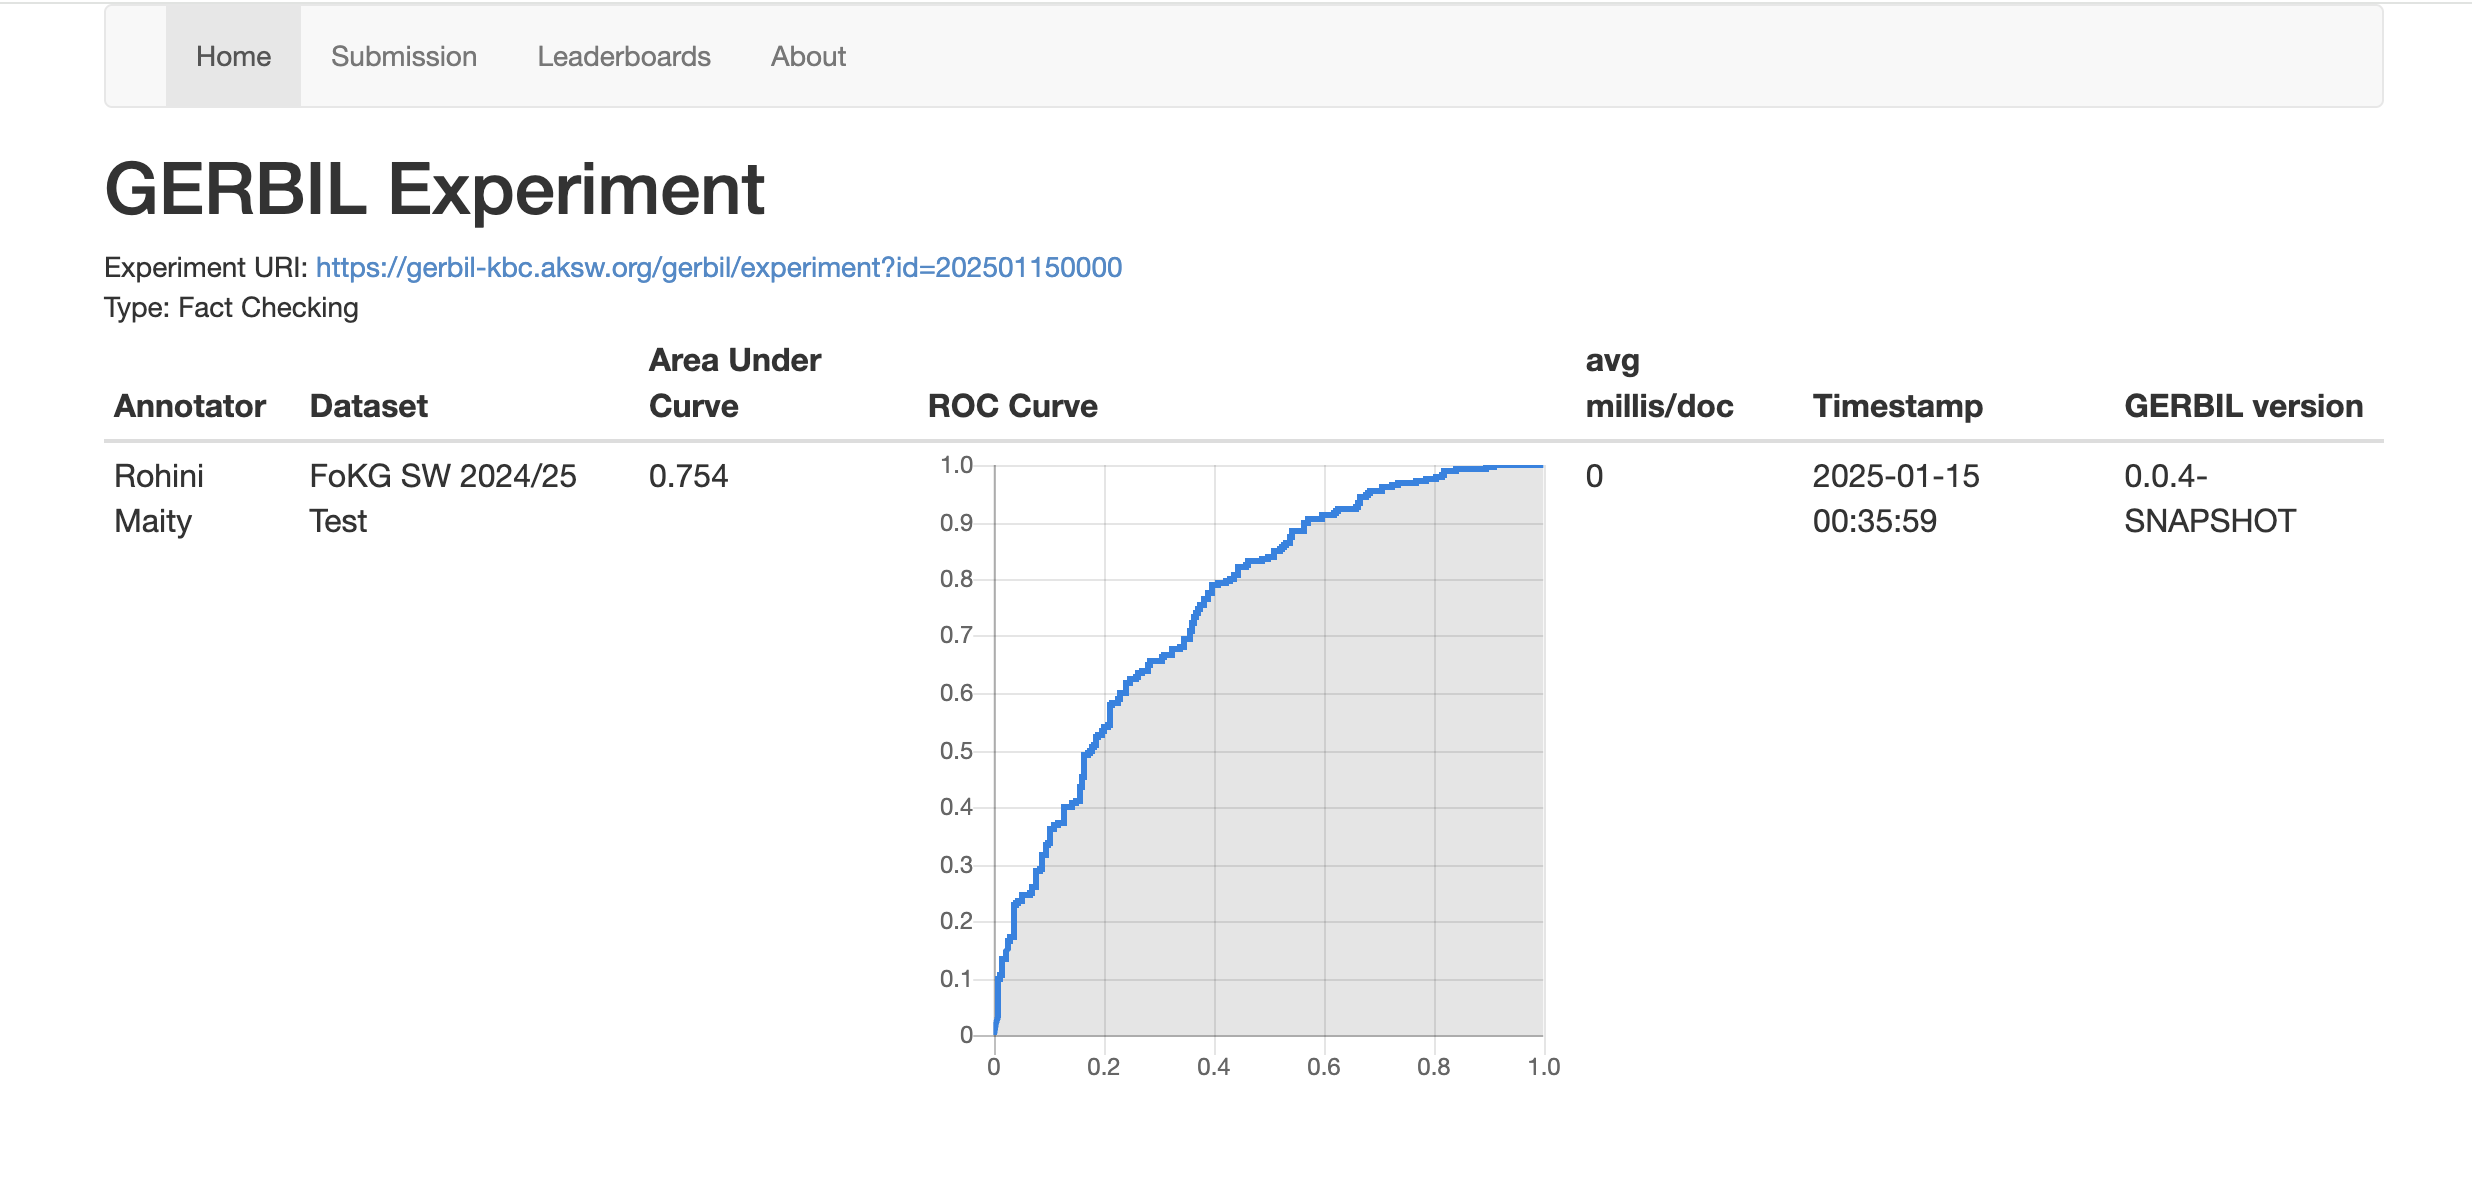 Home Submission Leaderboards About
GERBIL Experiment
Experiment URI: https://gerbil-kbc.aksw.org/gerbil/experiment?id=202501150000
Type: Fact Checking
Area Under avg
Annotator Dataset Curve ROC Curve millis/doc Timestamp GERBIL version
Rohini FoKG SW 2024/25 0.754 1.0 0 2025-01-15 0.0.4-
Maity Test 0.9 00:35:59 SNAPSHOT
0.8
0.7
0.6
0.5
0.4
0.3
0.2
0.1
0
0 0.2 0.4 0.6 0.8 1.0